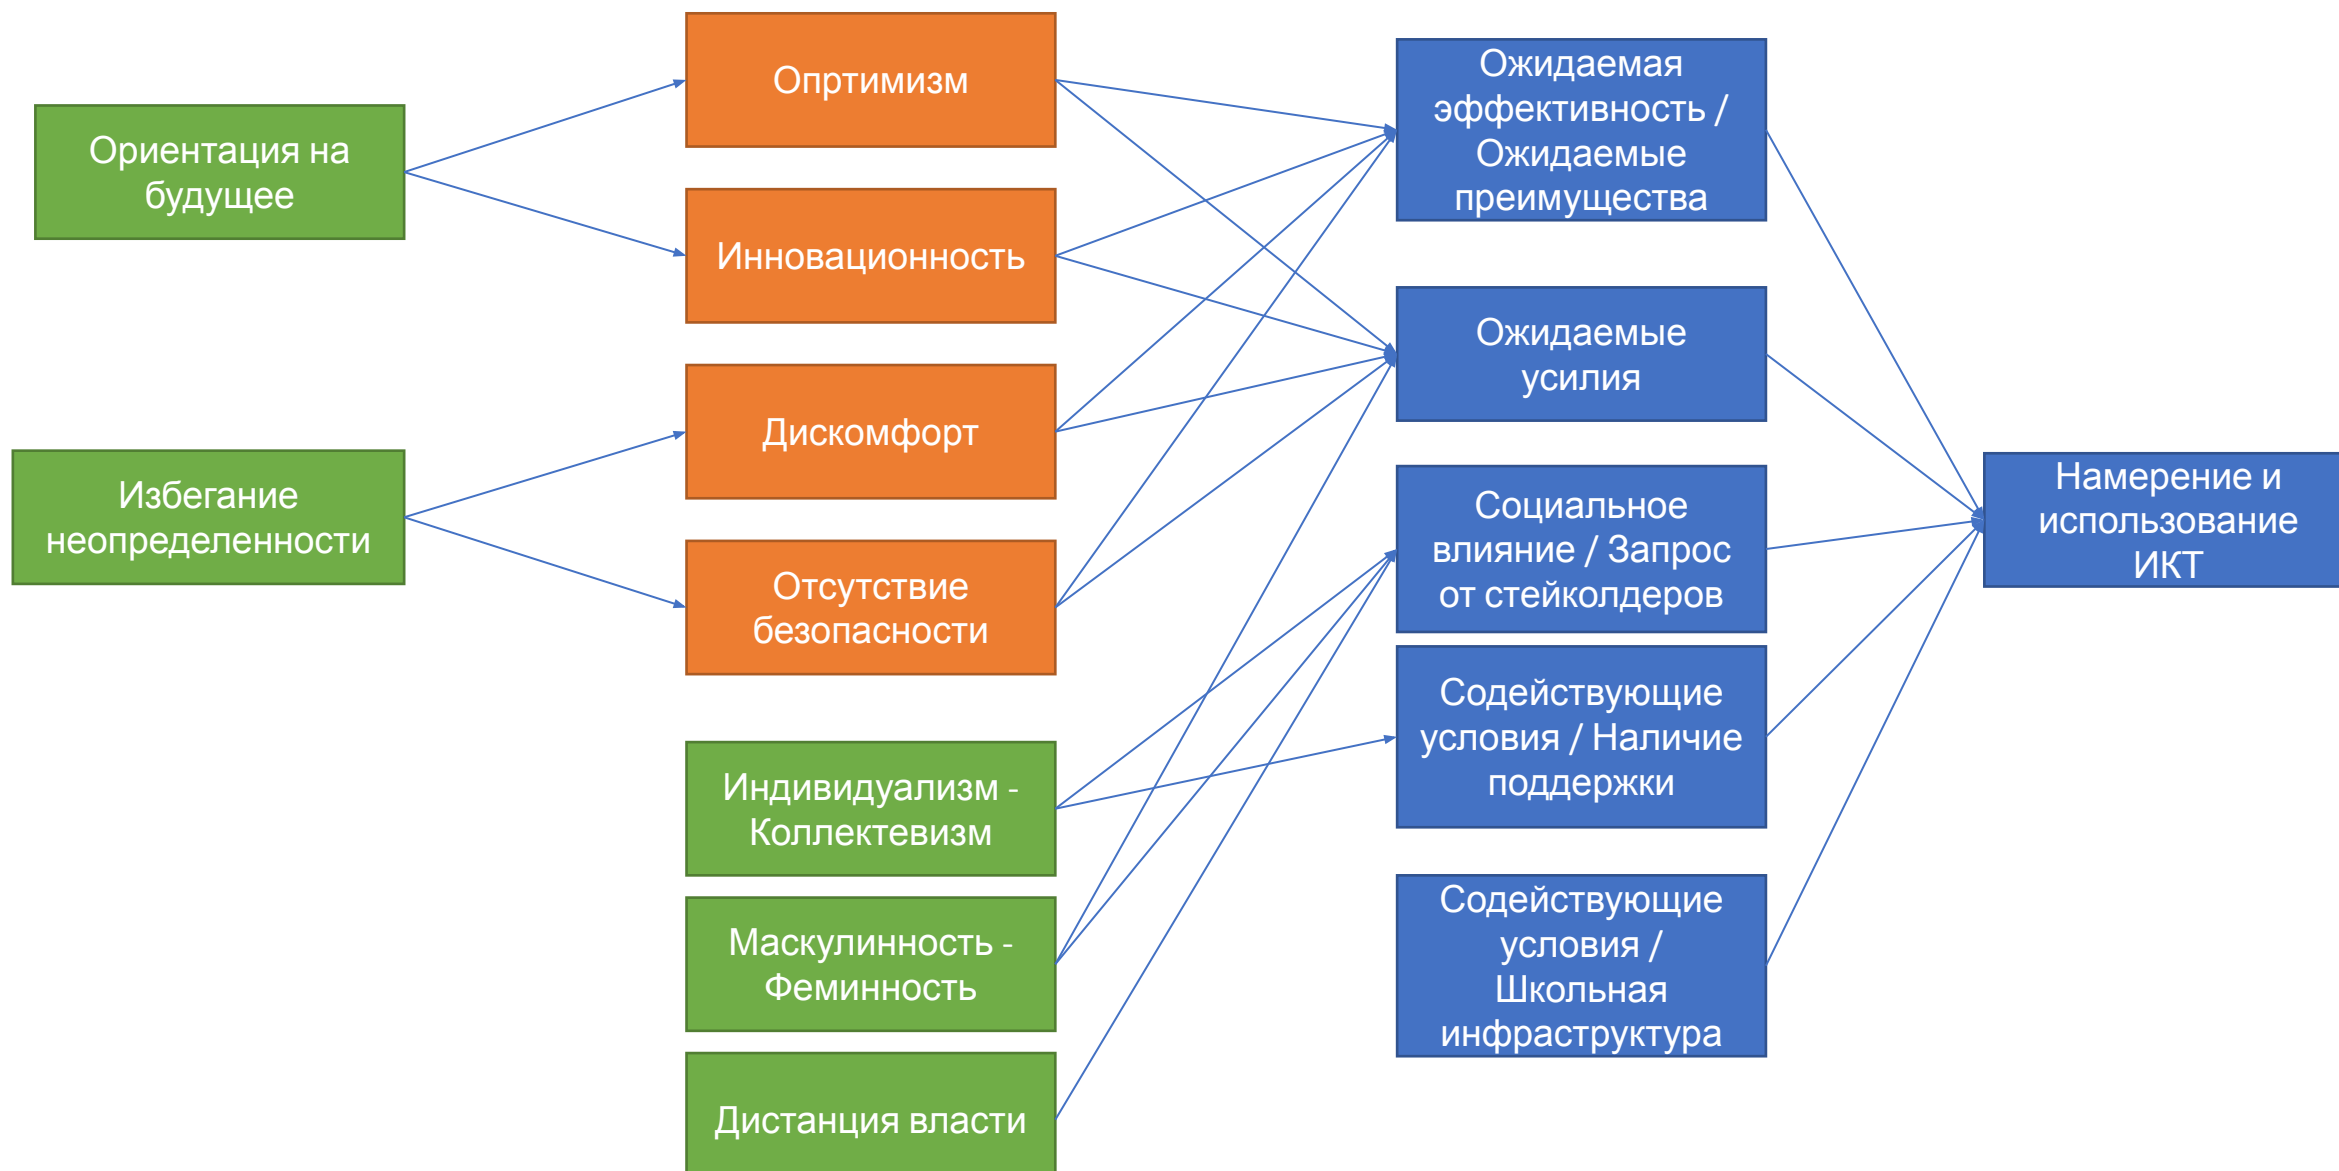 Ориентация на
будущее
Избегание
неопределенности
Опртимизм
Инновационность
Дискомфорт
Отсутствие
безопасности
Индивидуализм -
Коллектевизм
Маскулинность -
Феминность
Дистанция власти
Ожидаемая
эффективность /
Ожидаемые
преимущества
Ожидаемые
усилия
Социальное
влияние / Запрос
от стейколдеров
Содействующие
условия / Наличие
поддержки
Содействующие
условия /
Школьная
инфраструктура
Намерение и
использование
ИКТ